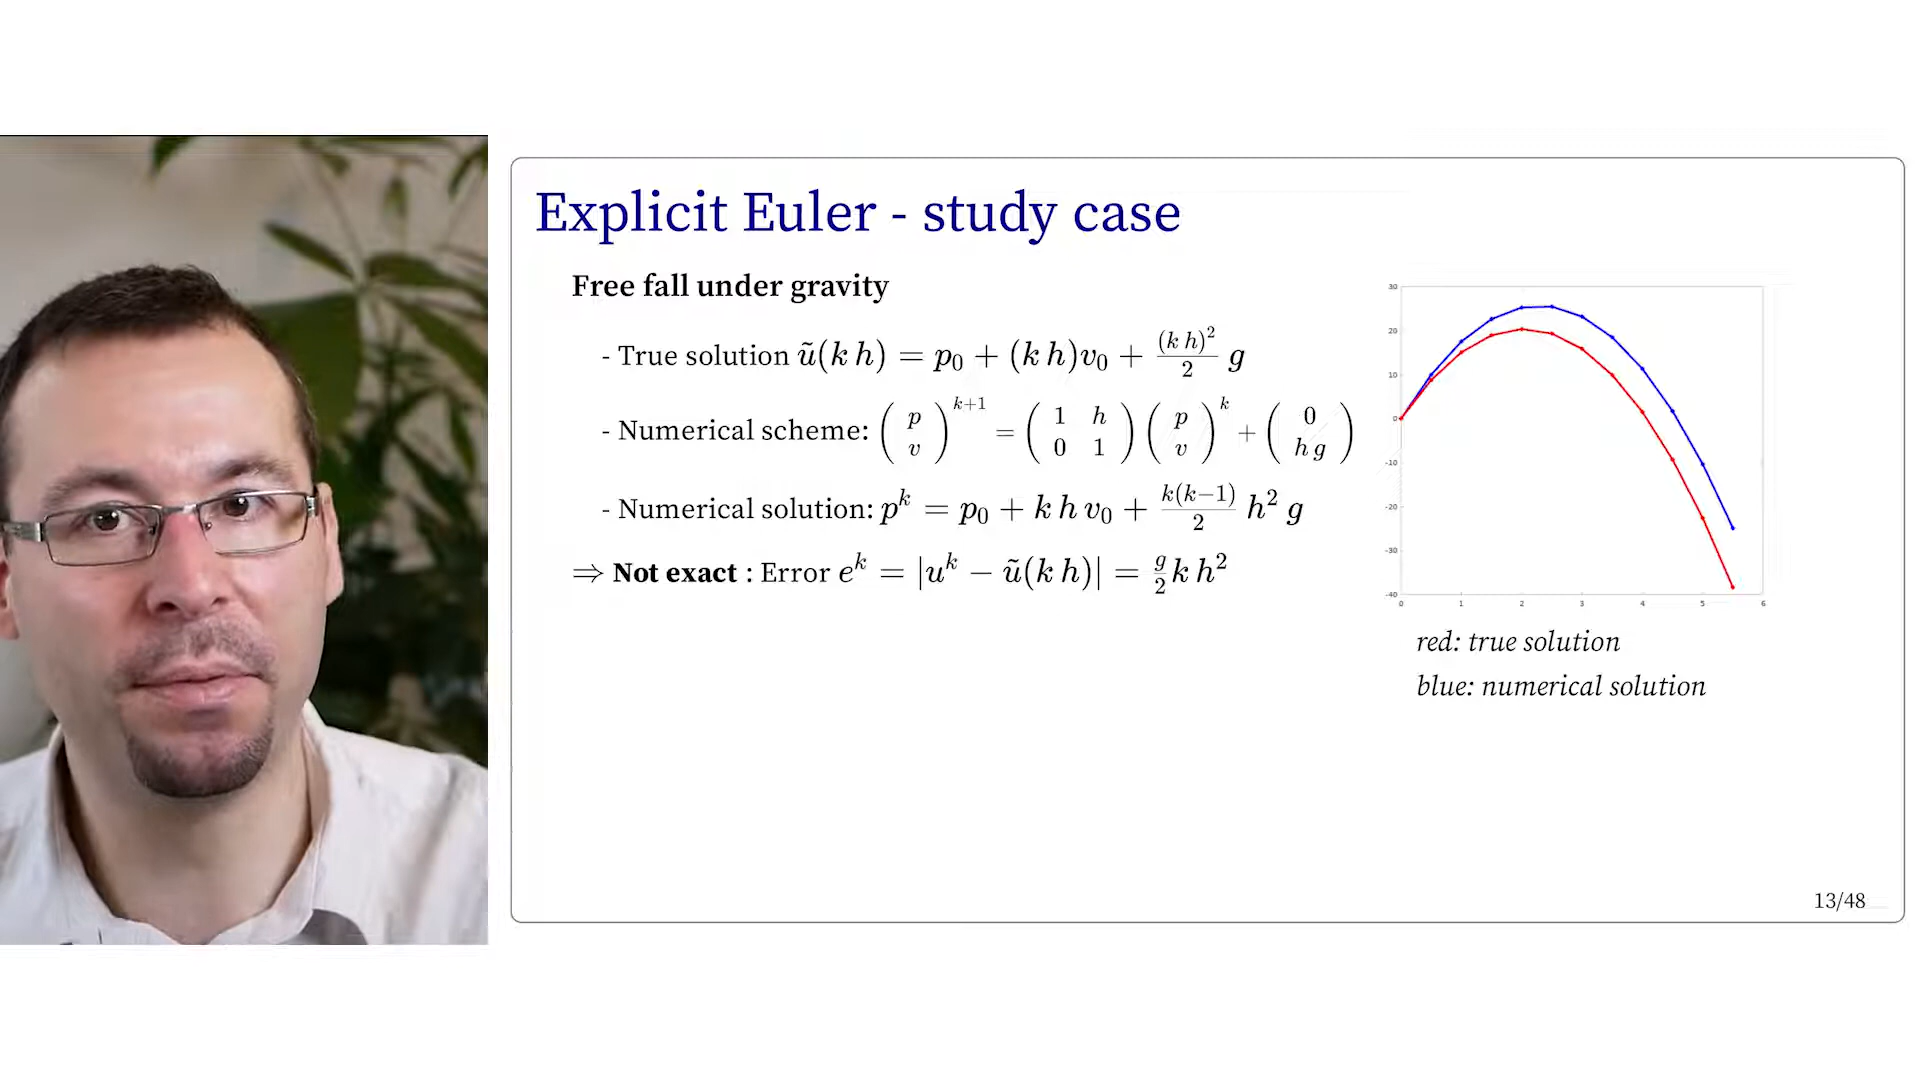 Explicit Euler - study case
Free fall under gravity
- True solution ũ(k h) = p₀ + (k h)v₀ + (k h)²/2 g
- Numerical scheme: (p v)^{k+1} = (1 h 0 1)(p v)^k + (0 h g)
- Numerical solution: p^k = p₀ + k h v₀ + k(k−1)/2 h² g
⇒ Not exact : Error e^k = |u^k − ũ(k h)| = g/2 k h²
30
20
10
0
-10
-20
-30
-40
0 1 2 3 4 5 6
red: true solution
blue: numerical solution
13/48